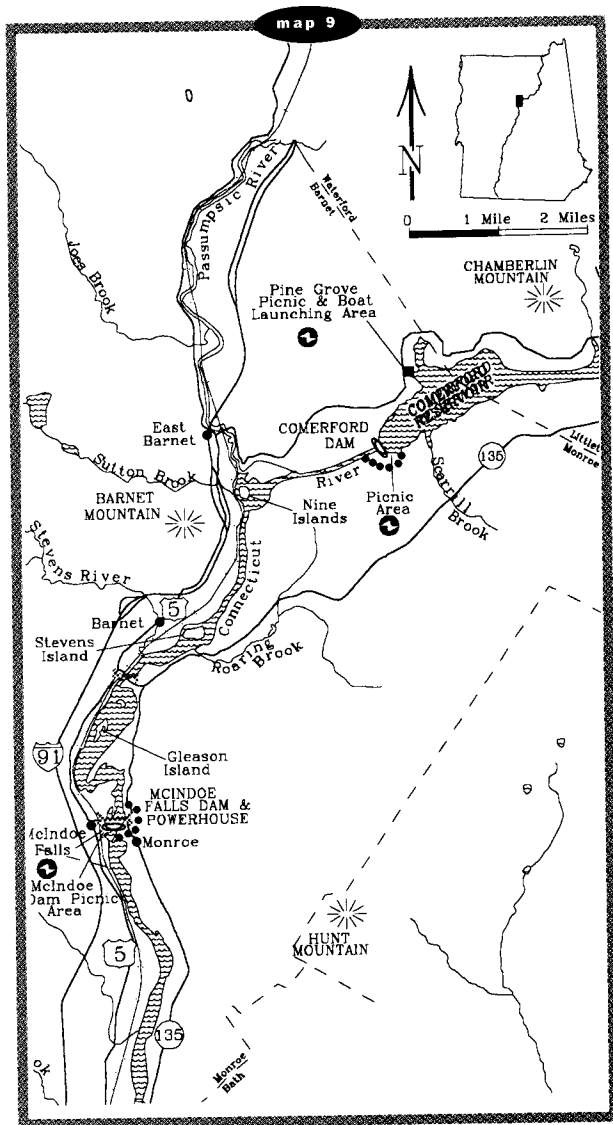 map 9
N
0 1 Mile 2 Miles
Waterford
Barnet
Passumpsic River
Joes Brook
CHAMBERLIN
MOUNTAIN
Pine Grove
Picnic & Boat
Launching Area
COMERFORD
RESERVOIR
East
Barnet
COMERFORD
DAM
Littlet
Monroe
135
Sutton Brook
River
Picnic
Area
Brook
BARNET
MOUNTAIN
Nine
Islands
Stevens River
Connecticut
Barnet
5
Stevens
Island
Roaring Brook
91
Gleason
Island
MCINDOE
FALLS DAM &
POWERHOUSE
McIndoe
Falls
Monroe
McIndoe
Dam Picnic
Area
HUNT
MOUNTAIN
5
135
Monroe
Bath
ok